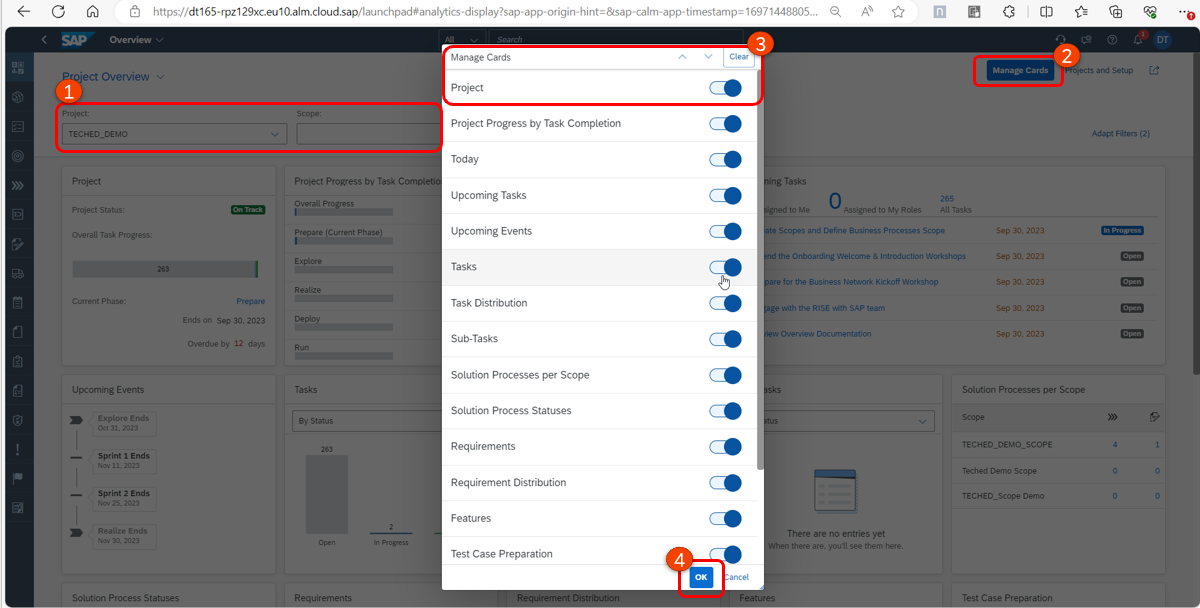 https://dt165-rpz129xc.eu10.alm.cloud.sap/launchpad#analytics-display?sap-app-origin-hint=&sap-calm-app-timestamp=16971448805...
SAP Overview All Search 1 DT
Project Overview
Manage Cards
Projects and Setup
1
2
3
4
Project:
TECHED_DEMO
Scope:
Adapt Filters (2)
Manage Cards
Clear
Project
Project Progress by Task Completion
Today
Upcoming Tasks
Upcoming Events
Tasks
Task Distribution
Sub-Tasks
Solution Processes per Scope
Solution Process Statuses
Requirements
Requirement Distribution
Features
Test Case Preparation
OK Cancel
Project
Project Status: On Track
Overall Task Progress:
263
Current Phase: Prepare
Ends on Sep 30, 2023
Overdue by 12 days
Project Progress by Task Completio
Overall Progress
Prepare (Current Phase)
Explore
Realize
Deploy
Run
ming Tasks
0 265
signed to Me Assigned to My Roles All Tasks
ate Scopes and Define Business Processes Scope Sep 30, 2023 In Progress
end the Onboarding Welcome & Introduction Workshops Sep 30, 2023 Open
pare for the Business Network Kickoff Workshop Sep 30, 2023 Open
gage with the RISE with SAP team Sep 30, 2023 Open
view Overview Documentation Sep 30, 2023 Open
Upcoming Events
Explore Ends
Oct 31, 2023
Sprint 1 Ends
Nov 11, 2023
Sprint 2 Ends
Nov 25, 2023
Realize Ends
Nov 30, 2023
Tasks
By Status
263
2
Open In Progress
asks
tatus
There are no entries yet
When there are, you'll see them here.
Solution Processes per Scope
Scope
TECHED_DEMO_SCOPE 4 1
Teched Demo Scope 0 0
TECHED_Scope Demo 0 0
Solution Process Statuses
Requirements
Requirement Distribution
Features
Test Case Preparation